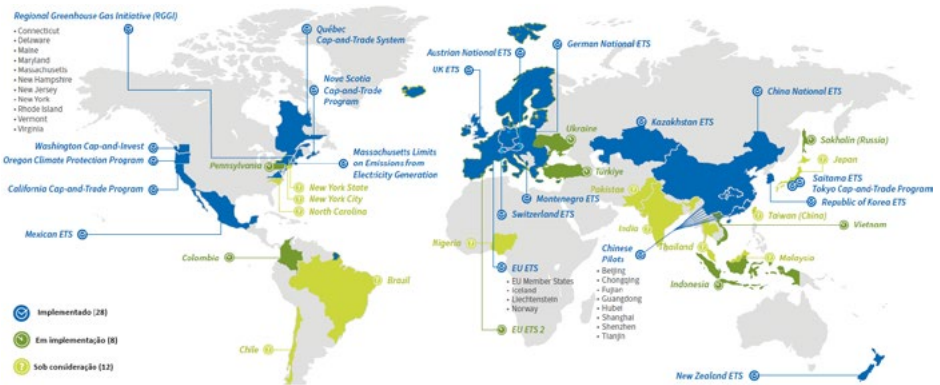 Regional Greenhouse Gas Initiative (RGGI)
• Connecticut
• Delaware
• Maine
• Maryland
• Massachusetts
• New Hampshire
• New Jersey
• New York
• Rhode Island
• Vermont
• Virginia
Québec
Cap-and-Trade System
Nova Scotia
Cap-and-Trade
Program
Washington Cap-and-Invest
Oregon Climate Protection Program
California Cap-and-Trade Program
Pennsylvania
Massachusetts Limits
on Emissions from
Electricity Generation
New York State
New York City
North Carolina
Mexican ETS
Colombia
Brazil
Chile
Austrian National ETS
German National ETS
UK ETS
Ukraine
Türkiye
Montenegro ETS
Switzerland ETS
Nigeria
EU ETS
• EU Member States
• Iceland
• Liechtenstein
• Norway
EU ETS 2
Kazakhstan ETS
China National ETS
Sakhalin (Russia)
Japan
Saitama ETS
Tokyo Cap-and-Trade Program
Republic of Korea ETS
Pakistan
India
Taiwan (China)
Vietnam
Thailand
Malaysia
Indonesia
Chinese
Pilots
• Beijing
• Chongqing
• Fujian
• Guangdong
• Hubei
• Shanghai
• Shenzhen
• Tianjin
New Zealand ETS
Implementado (28)
Em implementação (8)
Sob consideração (12)